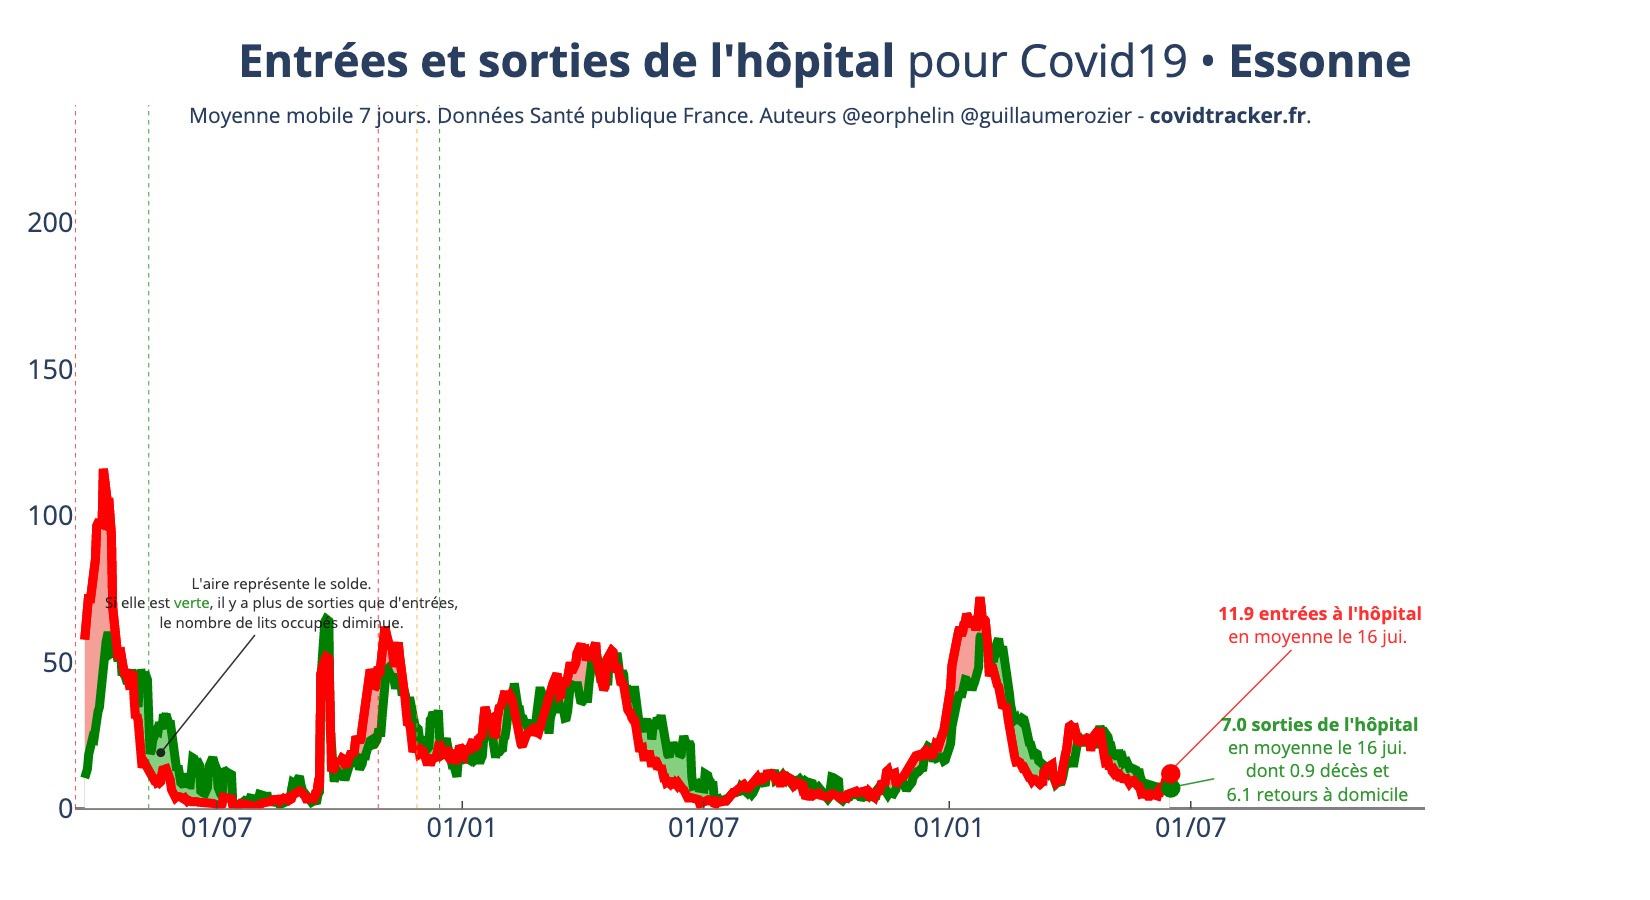 Entrées et sorties de l'hôpital pour Covid19 • Essonne
Moyenne mobile 7 jours. Données Santé publique France. Auteurs @eorphelin @guillaumerozier - covidtracker.fr.
200
150
100
50
0
L'aire représente le solde.
Si elle est verte, il y a plus de sorties que d'entrées,
le nombre de lits occupés diminue.
11.9 entrées à l'hôpital
en moyenne le 16 jui.
7.0 sorties de l'hôpital
en moyenne le 16 jui.
dont 0.9 décès et
6.1 retours à domicile
01/07
01/01
01/07
01/01
01/07